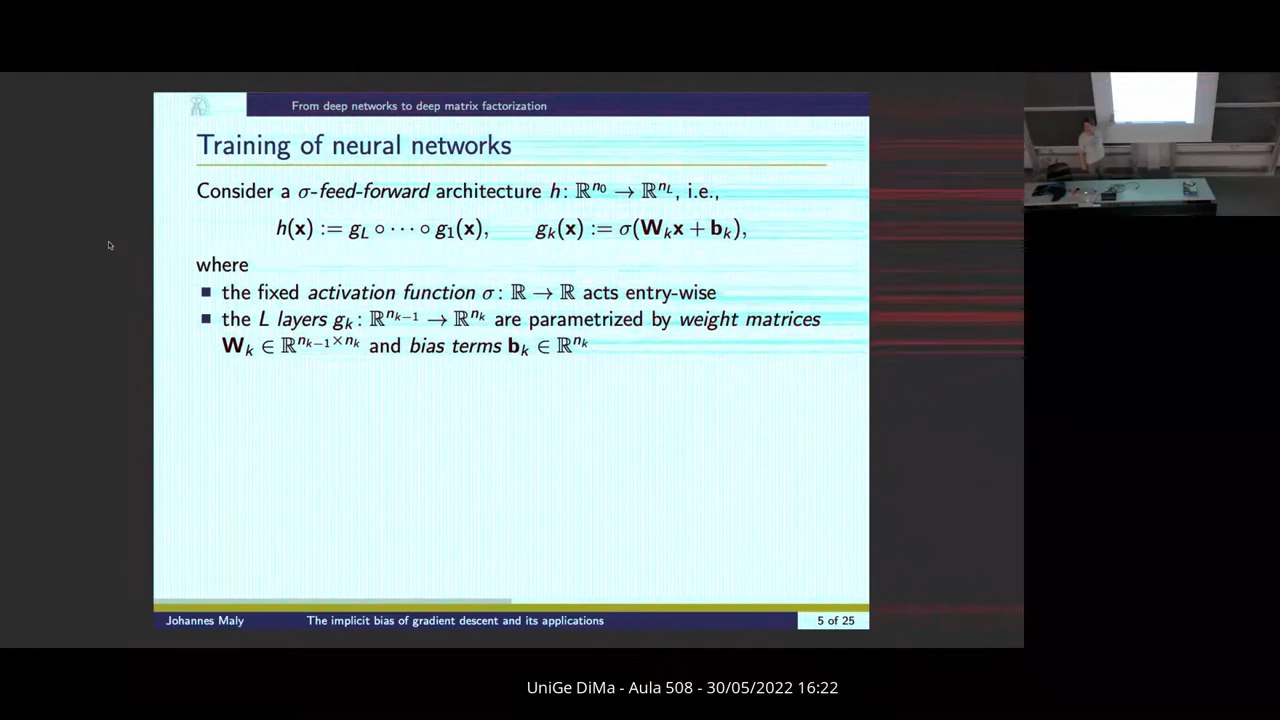 From deep networks to deep matrix factorization
Training of neural networks
Consider a σ-feed-forward architecture h: ℝ^{n_0} → ℝ^{n_L}, i.e.,
h(x) := g_L ∘ ⋯ ∘ g_1(x), g_k(x) := σ(W_k x + b_k),
where
■ the fixed activation function σ: ℝ → ℝ acts entry-wise
■ the L layers g_k: ℝ^{n_{k−1}} → ℝ^{n_k} are parametrized by weight matrices
W_k ∈ ℝ^{n_{k−1}×n_k} and bias terms b_k ∈ ℝ^{n_k}
Johannes Maly The implicit bias of gradient descent and its applications 5 of 25
UniGe DiMa - Aula 508 - 30/05/2022 16:22